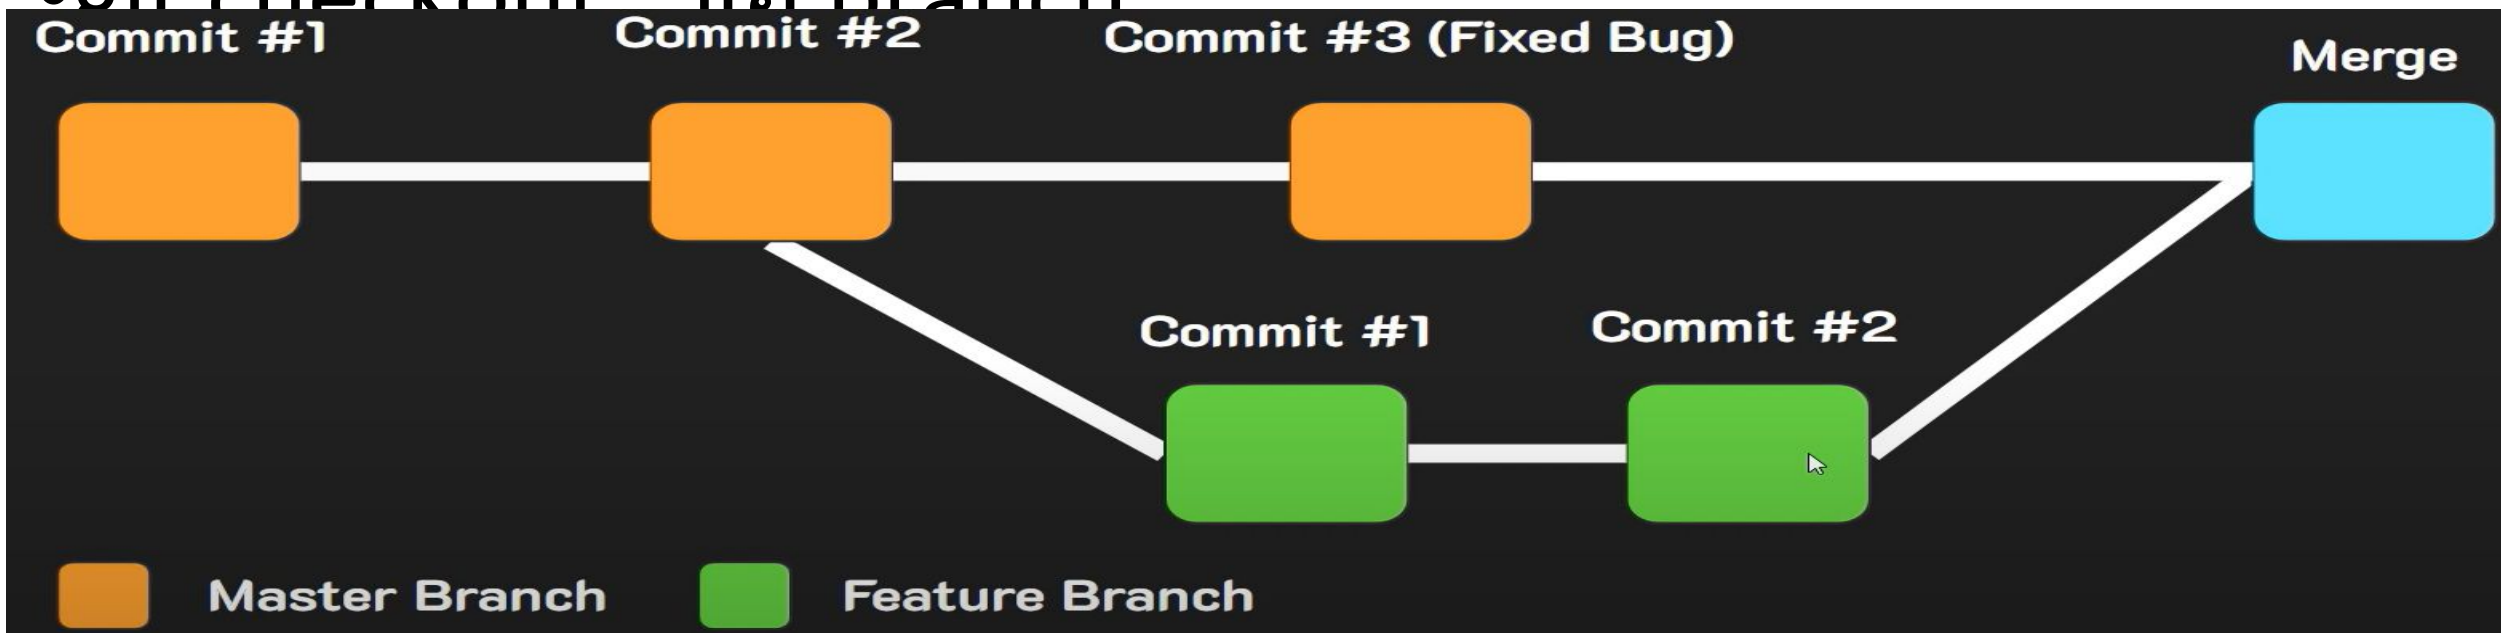 Commit #1
Commit #2
Commit #3 (Fixed Bug)
Merge
Commit #1
Commit #2
Master Branch
Feature Branch